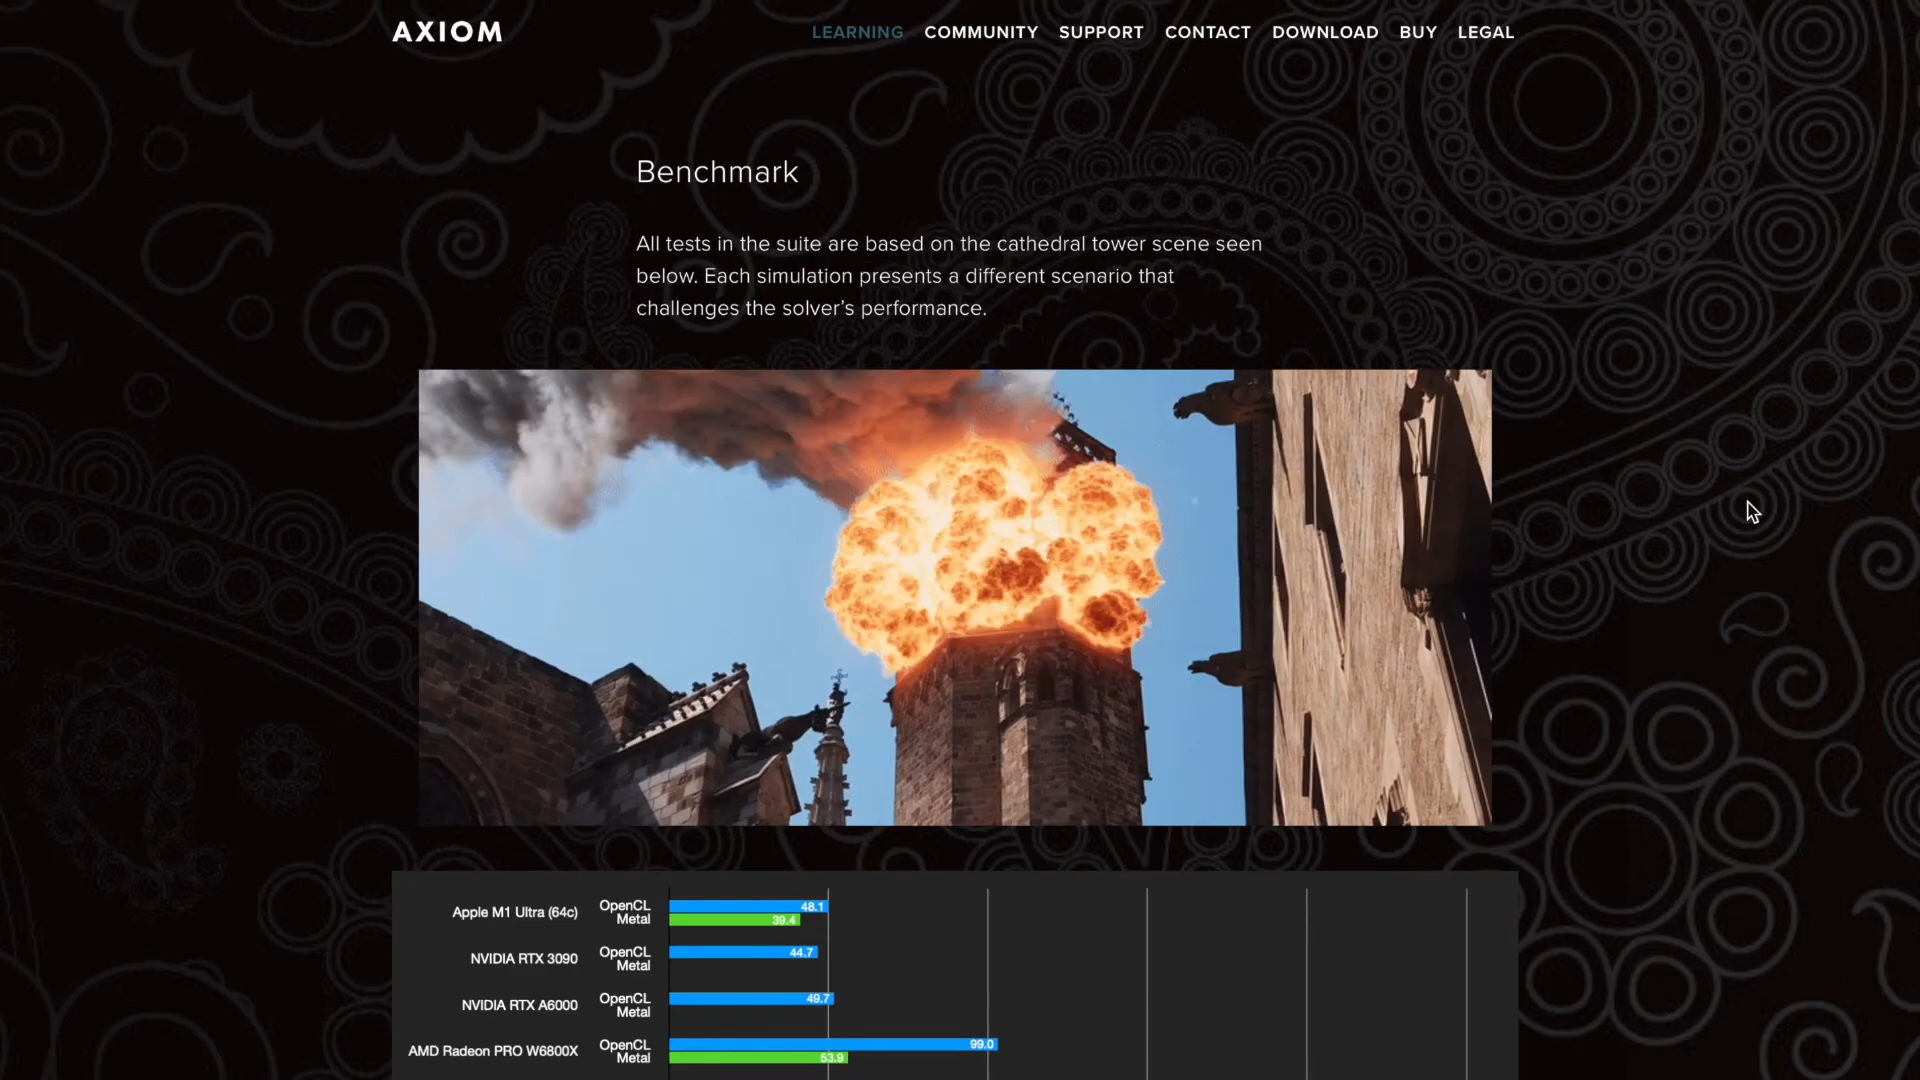 AXIOM
LEARNING COMMUNITY SUPPORT CONTACT DOWNLOAD BUY LEGAL
Benchmark
All tests in the suite are based on the cathedral tower scene seen
below. Each simulation presents a different scenario that
challenges the solver’s performance.
Apple M1 Ultra (64c) OpenCL 48.1
Metal 39.4
NVIDIA RTX 3090 OpenCL 44.7
Metal
NVIDIA RTX A6000 OpenCL 49.7
Metal
AMD Radeon PRO W6800X OpenCL 99.0
Metal 53.9